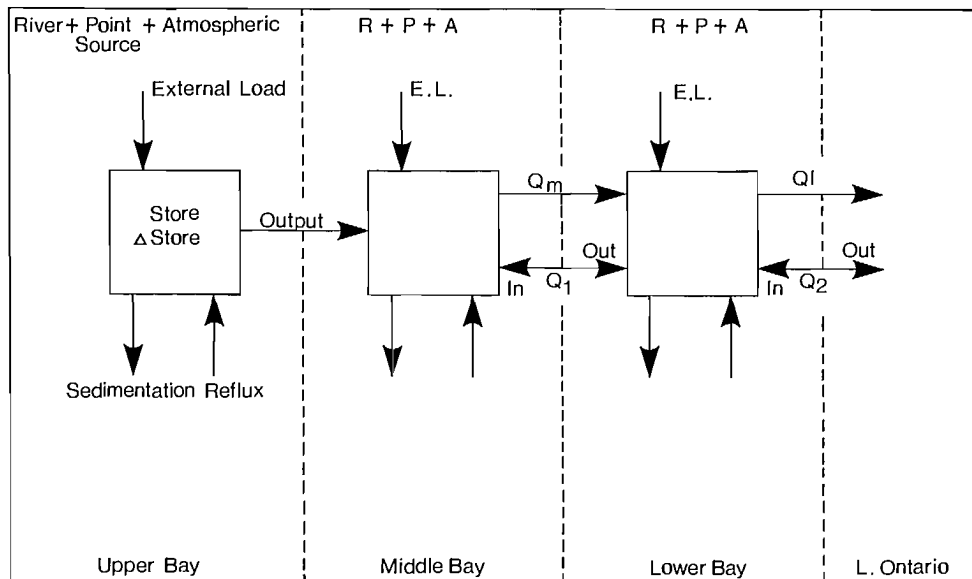 River + Point + Atmospheric
Source
R + P + A
R + P + A
External Load
E.L.
E.L.
Store
Δ Store
Output
Qm
Ql
Out
In
Q1
Out
In
Q2
Sedimentation Reflux
Upper Bay
Middle Bay
Lower Bay
L. Ontario